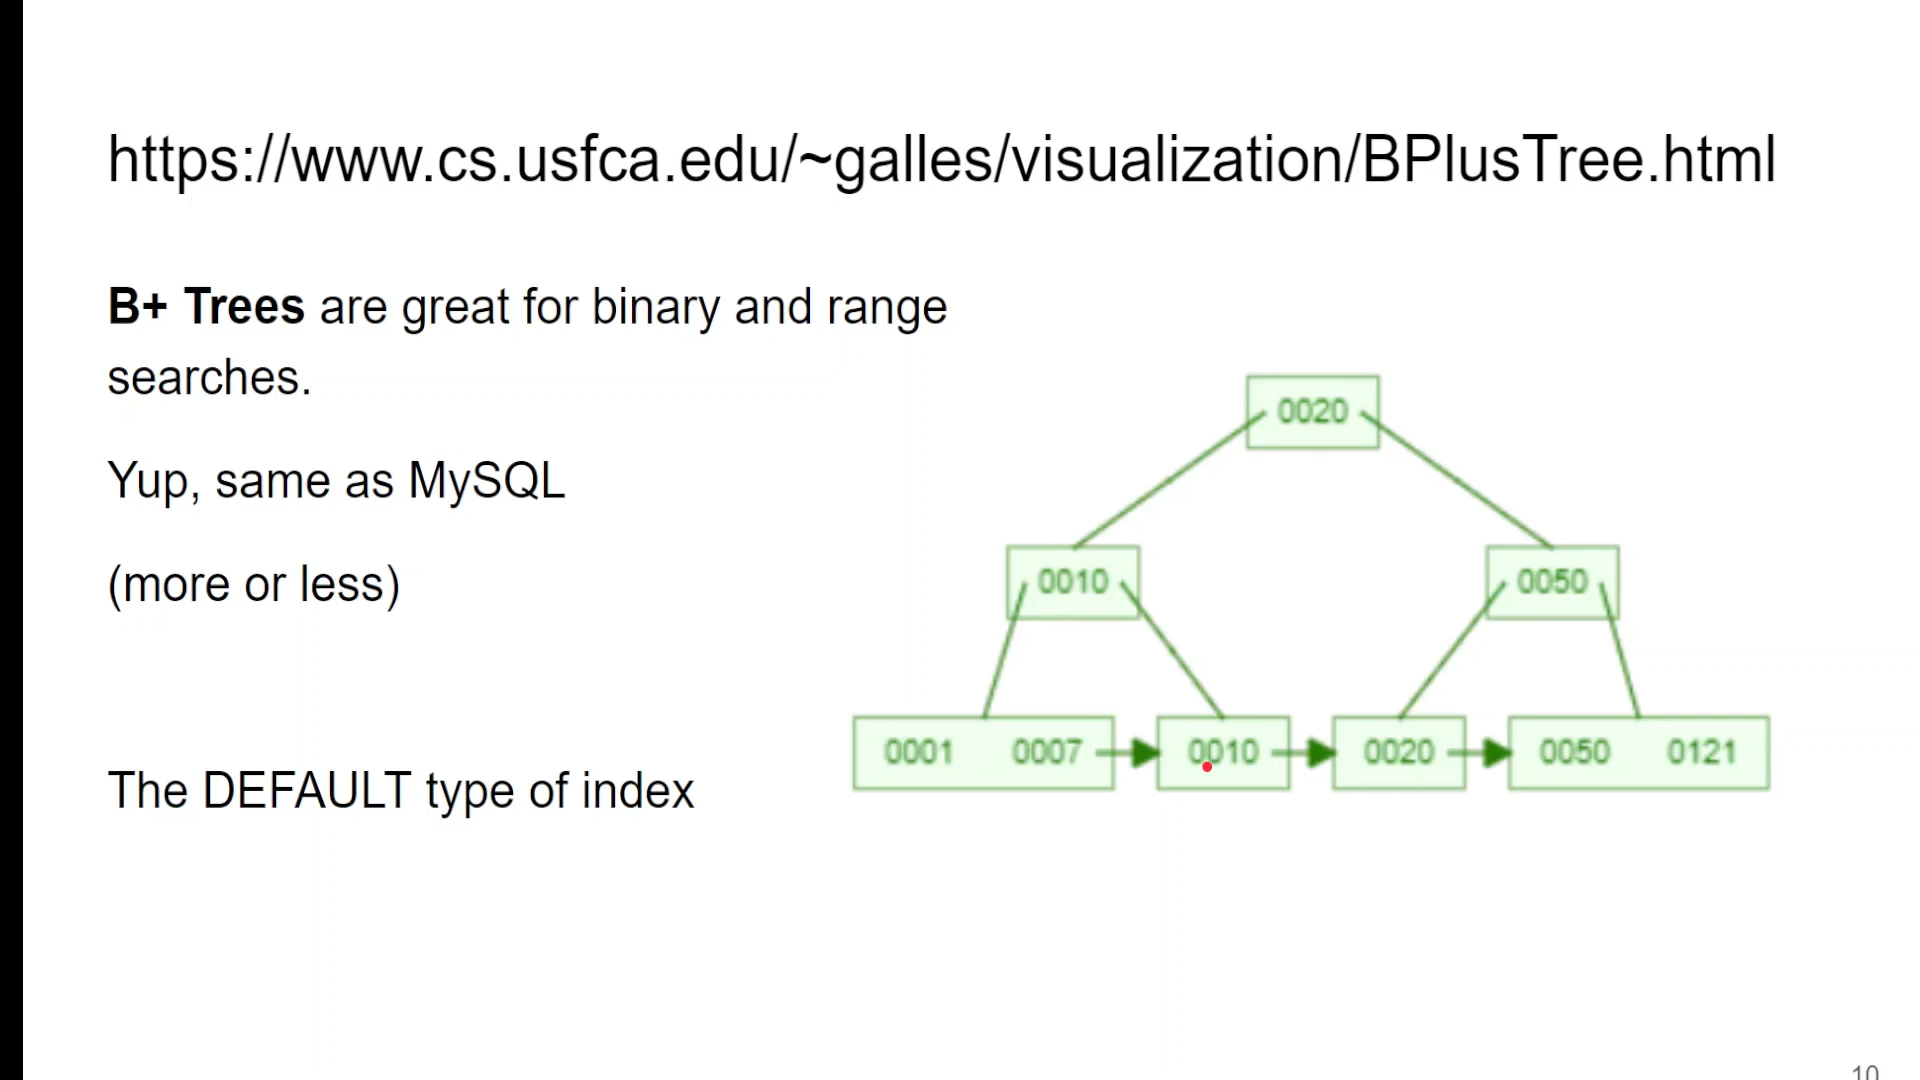 https://www.cs.usfca.edu/~galles/visualization/BPlusTree.html
B+ Trees are great for binary and range
searches.
Yup, same as MySQL
(more or less)
The DEFAULT type of index
0020
0010 0050
0001 0007 0010 0020 0050 0121
10